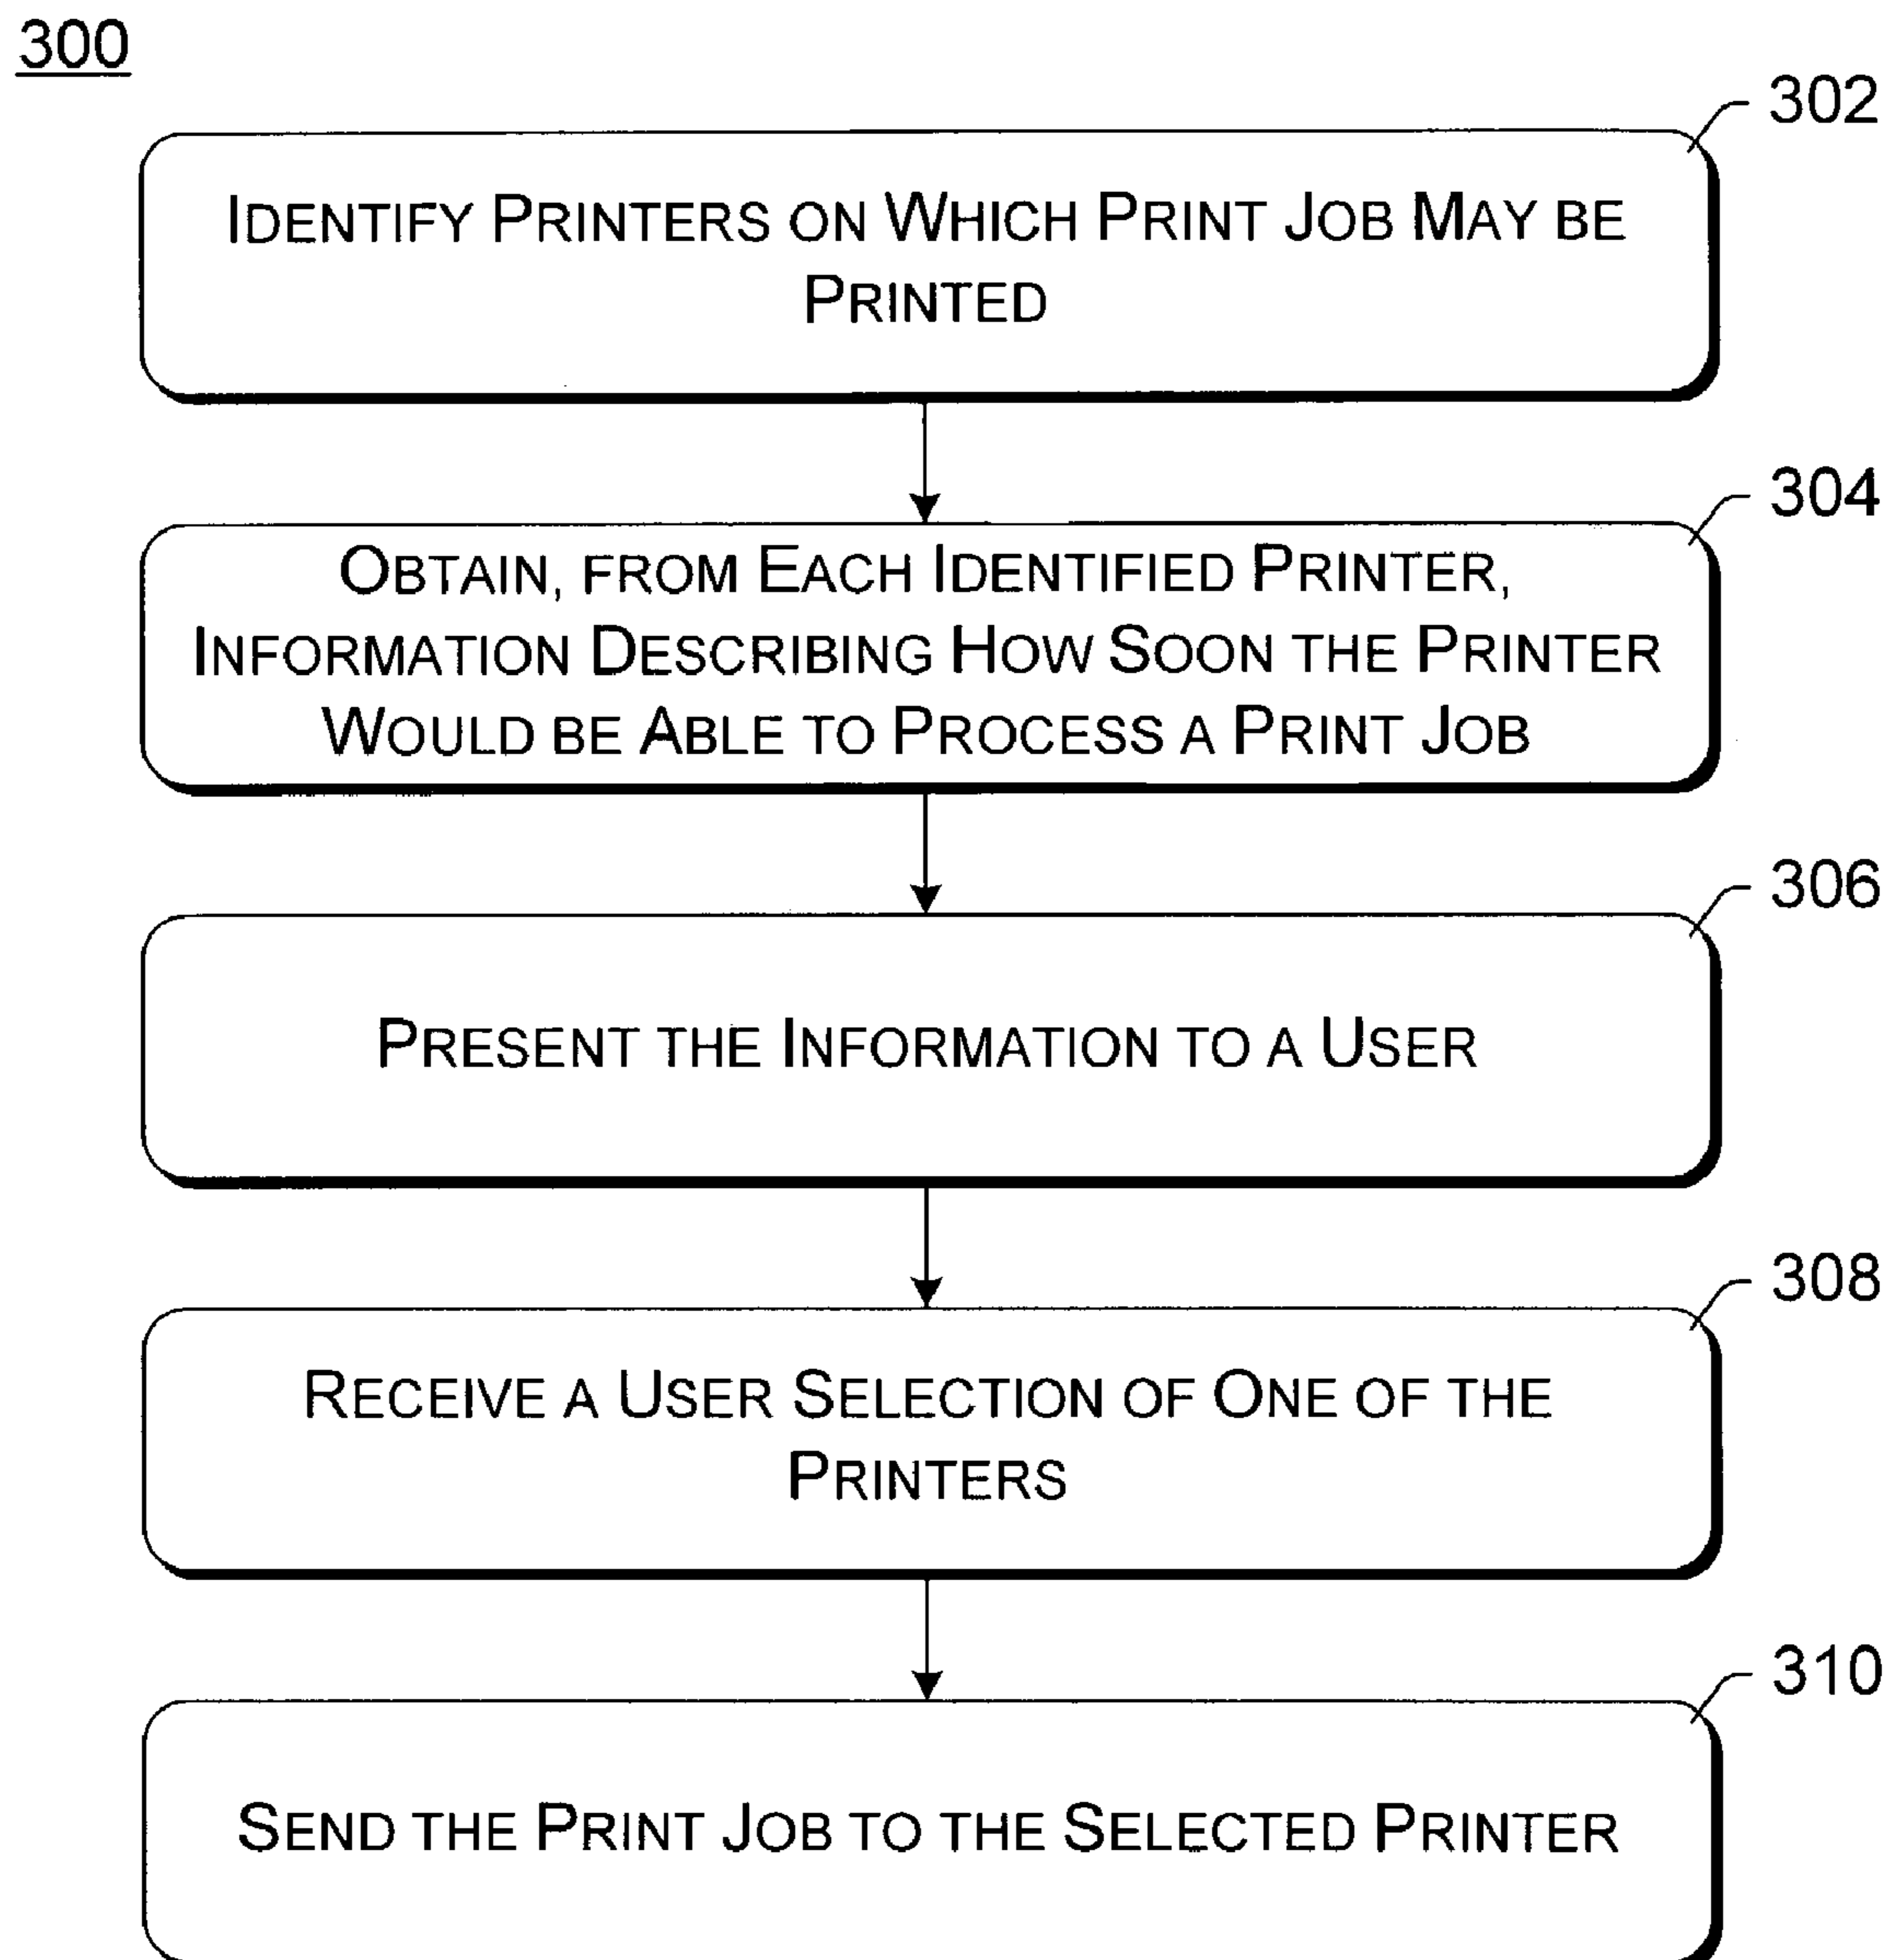 300
302
IDENTIFY PRINTERS ON WHICH PRINT JOB MAY BE
PRINTED
304
OBTAIN, FROM EACH IDENTIFIED PRINTER,
INFORMATION DESCRIBING HOW SOON THE PRINTER
WOULD BE ABLE TO PROCESS A PRINT JOB
306
PRESENT THE INFORMATION TO A USER
308
RECEIVE A USER SELECTION OF ONE OF THE
PRINTERS
310
SEND THE PRINT JOB TO THE SELECTED PRINTER